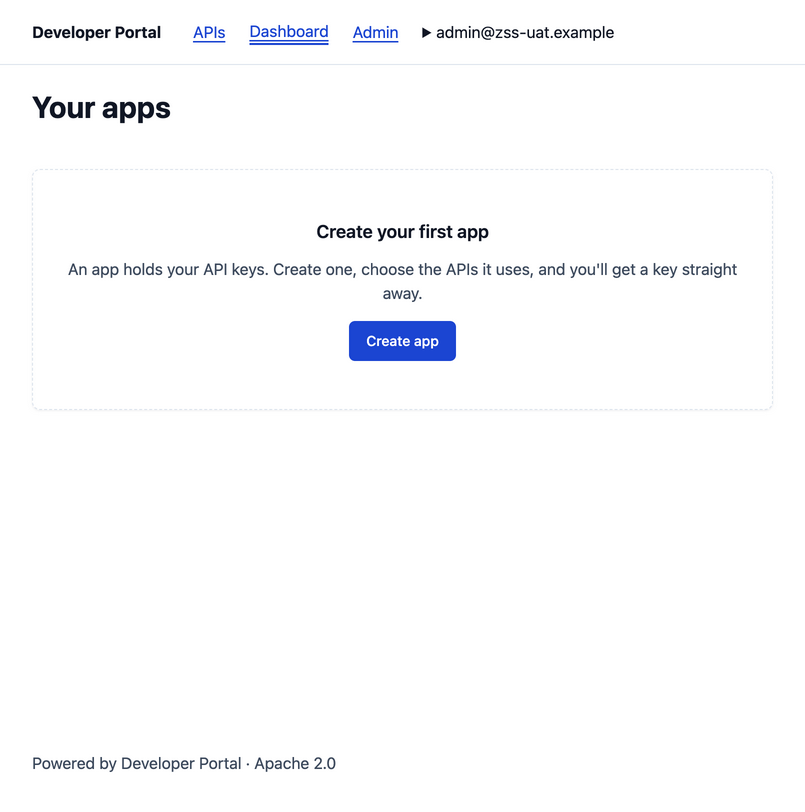 Developer Portal APIs Dashboard Admin ▶ admin@zss-uat.example
Your apps
Create your first app
An app holds your API keys. Create one, choose the APIs it uses, and you'll get a key straight
away.
Create app
Powered by Developer Portal · Apache 2.0